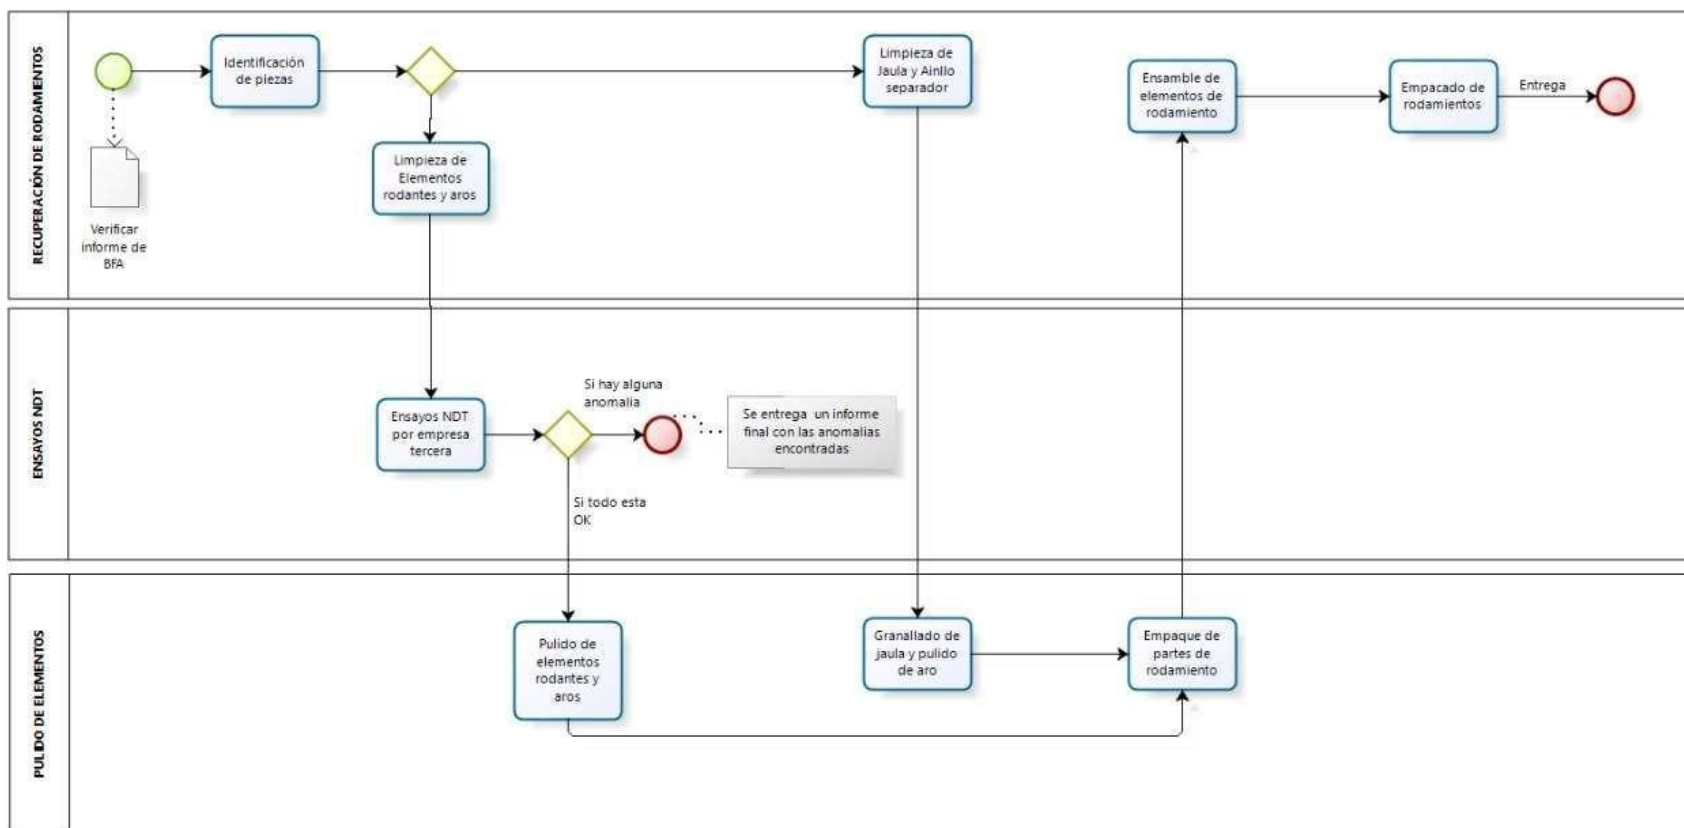 RECUPERACIÓN DE RODAMIENTOS
Identificación
de piezas
Limpieza de
Jaula y Ainllo
separador
Ensamble de
elementos de
rodamiento
Empacado de
rodamientos
Entrega
Limpieza de
Elementos
rodantes y aros
Verificar
informe de
BFA
ENSAYOS NDT
Ensayos NDT
por empresa
tercera
Si hay alguna
anomalia
Se entrega un informe
final con las anomalias
encontradas
Si todo esta
OK
PULIDO DE ELEMENTOS
Pulido de
elementos
rodantes y
aros
Granallado de
jaula y pulido
de aro
Empaque de
partes de
rodamiento